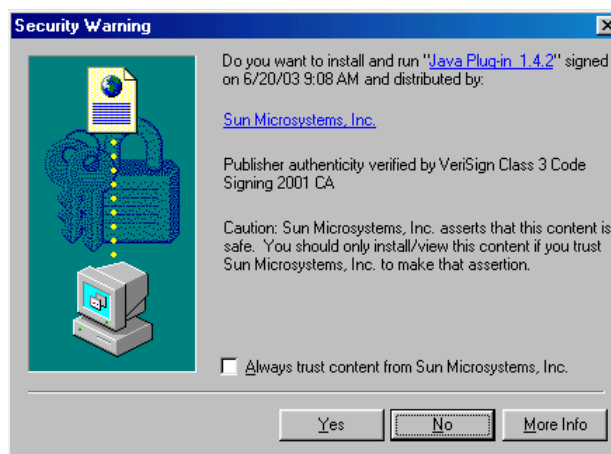 Security Warning
Do you want to install and run "Java Plug-in 1.4.2" signed
on 6/20/03 9:08 AM and distributed by:
Sun Microsystems, Inc.
Publisher authenticity verified by VeriSign Class 3 Code
Signing 2001 CA
Caution: Sun Microsystems, Inc. asserts that this content is
safe. You should only install/view this content if you trust
Sun Microsystems, Inc. to make that assertion.
Always trust content from Sun Microsystems, Inc.
Yes No More Info